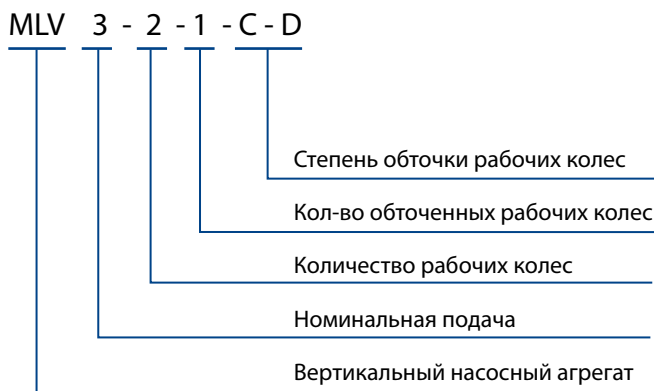 MLV 3 - 2 - 1 - C - D
Степень обточки рабочих колес
Кол-во обточенных рабочих колес
Количество рабочих колес
Номинальная подача
Вертикальный насосный агрегат